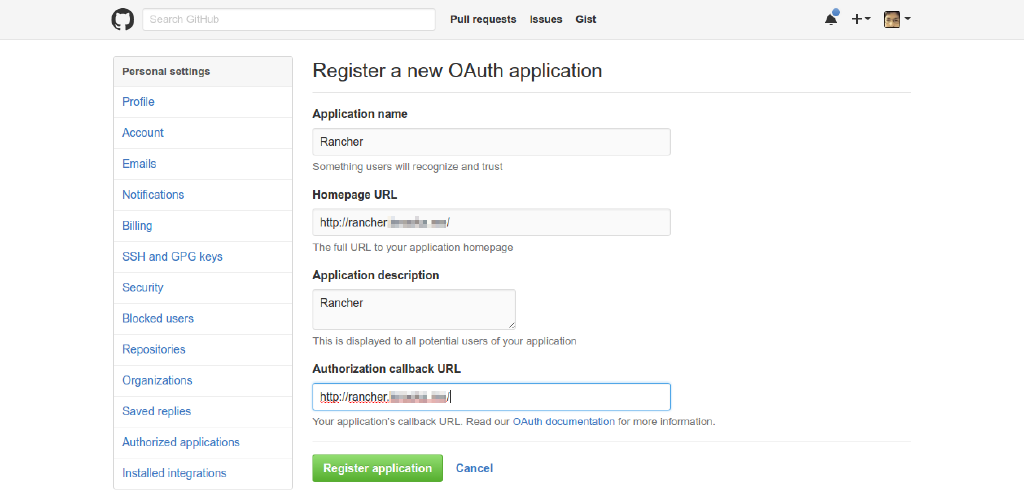 Search GitHub
Pull requests Issues Gist
Personal settings
Profile
Account
Emails
Notifications
Billing
SSH and GPG keys
Security
Blocked users
Repositories
Organizations
Saved replies
Authorized applications
Installed integrations
Register a new OAuth application
Application name
Rancher
Something users will recognize and trust
Homepage URL
http://rancher. /
The full URL to your application homepage
Application description
Rancher
This is displayed to all potential users of your application
Authorization callback URL
http://rancher. /
Your application's callback URL. Read our OAuth documentation for more information.
Register application Cancel